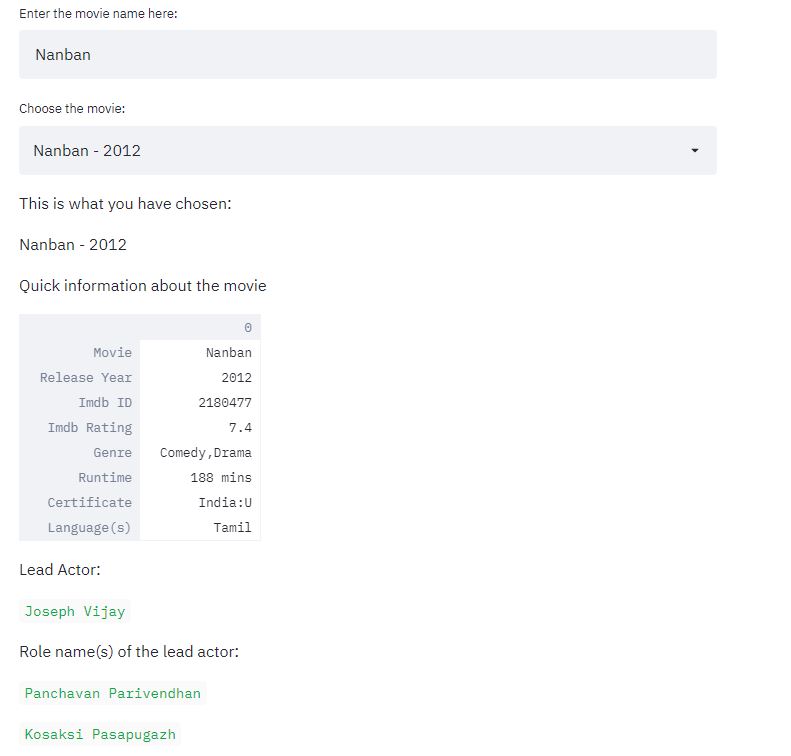 Enter the movie name here:
Nanban
Choose the movie:
Nanban - 2012
This is what you have chosen:
Nanban - 2012
Quick information about the movie
0
Movie Nanban
Release Year 2012
Imdb ID 2180477
Imdb Rating 7.4
Genre Comedy,Drama
Runtime 188 mins
Certificate India:U
Language(s) Tamil
Lead Actor:
Joseph Vijay
Role name(s) of the lead actor:
Panchavan Parivendhan
Kosaksi Pasapugazh